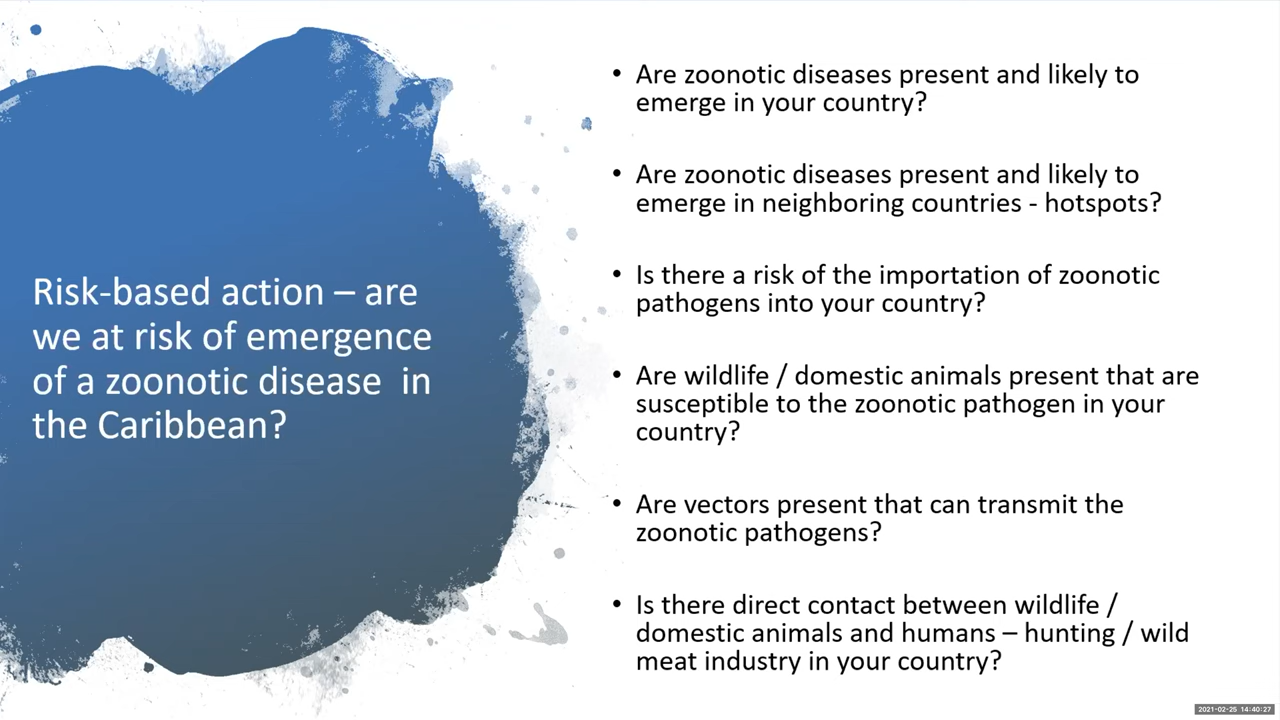 Risk-based action – are
we at risk of emergence
of a zoonotic disease  in
the Caribbean?
• Are zoonotic diseases present and likely to
emerge in your country?
• Are zoonotic diseases present and likely to
emerge in neighboring countries - hotspots?
• Is there a risk of the importation of zoonotic
pathogens into your country?
• Are wildlife / domestic animals present that are
susceptible to the zoonotic pathogen in your
country?
• Are vectors present that can transmit the
zoonotic pathogens?
• Is there direct contact between wildlife /
domestic animals and humans – hunting / wild
meat industry in your country?
2021-02-25 14:40:27